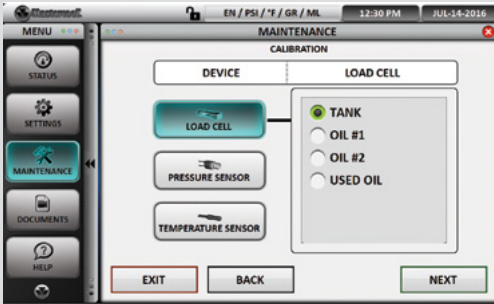 Mastercool
EN / PSI / °F / GR / ML
12:30 PM
JUL-14-2016
MENU
MAINTENANCE
CALIBRATION
DEVICE
LOAD CELL
STATUS
SETTINGS
MAINTENANCE
DOCUMENTS
HELP
LOAD CELL
PRESSURE SENSOR
TEMPERATURE SENSOR
TANK
OIL #1
OIL #2
USED OIL
EXIT
BACK
NEXT